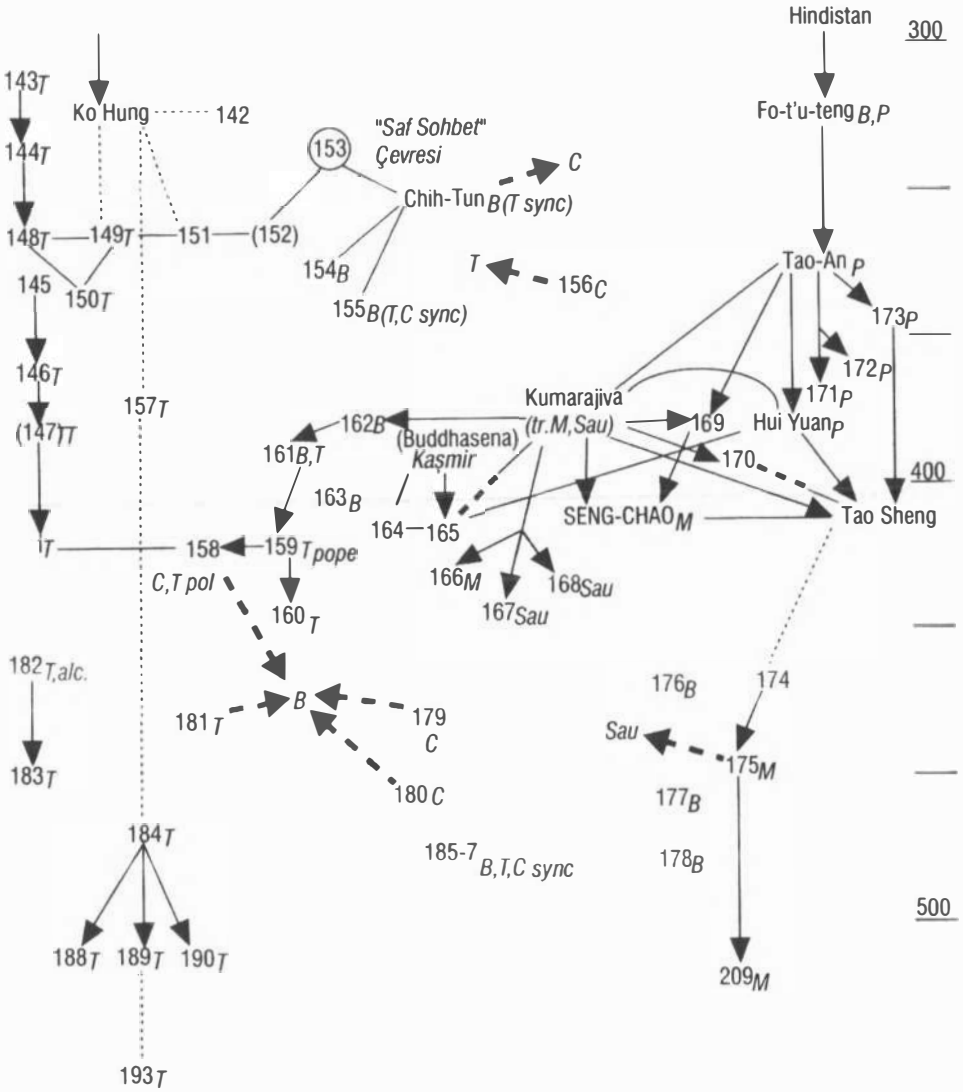 Hindistan
300
143T
Ko Hung
142
Fo-t'u-teng B,P
144T
153
"Saf Sohbet"
Çevresi
C
Chih-Tun B(T sync)
148T
149T
151
(152)
154B
T
156C
Tao-An P
145
150T
155B(T,C sync)
173P
146T
172P
171P
157T
Kumarajiva
(tr.M,Sau)
169
Hui YuanP
(147)TT
162B
(Buddhasena)
Kaşmir
161B,T
170
400
163B
164
165
SENG-CHAO M
Tao Sheng
T
158
159 T pope
C,T pol
166M
167Sau
168Sau
160 T
182 T,alc.
176B
174
181 T
B
179
C
Sau
175M
183T
180 C
177B
184T
185-7 B,T,C sync
178B
500
188T
189T
190T
209M
193T